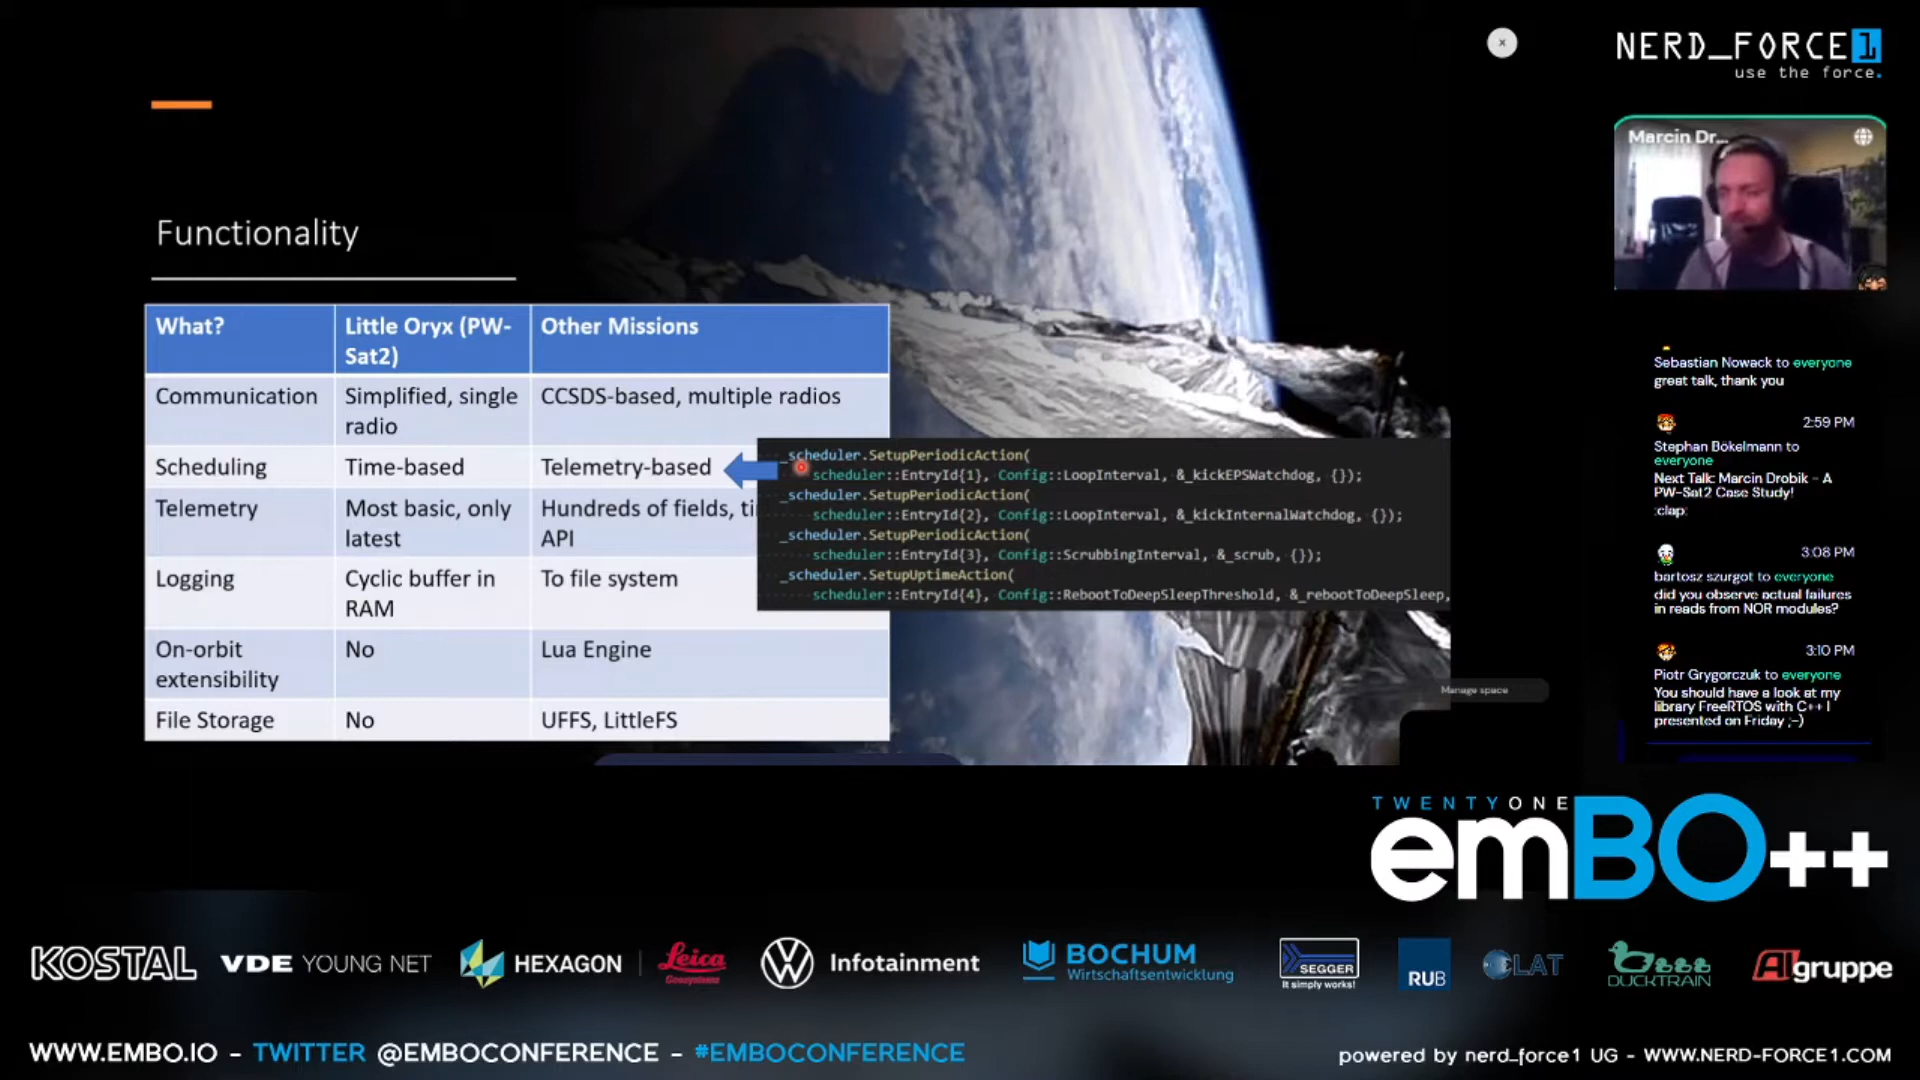 NERD_FORCE1
use the force.
Marcin Dr...
Functionality
What?
Little Oryx (PW-
Sat2)
Other Missions
Communication
Simplified, single
radio
CCSDS-based, multiple radios
Scheduling
Time-based
Telemetry-based
Telemetry
Most basic, only
latest
Hundreds of fields, ti
API
Logging
Cyclic buffer in
RAM
To file system
On-orbit
extensibility
No
Lua Engine
File Storage
No
UFFS, LittleFS
_scheduler.SetupPeriodicAction(
scheduler::EntryId{1}, Config::LoopInterval, &_kickEPSWatchdog, {});
_scheduler.SetupPeriodicAction(
scheduler::EntryId{2}, Config::LoopInterval, &_kickInternalWatchdog, {});
_scheduler.SetupPeriodicAction(
scheduler::EntryId{3}, Config::ScrubbingInterval, &_scrub, {});
_scheduler.SetupUptimeAction(
scheduler::EntryId{4}, Config::RebootToDeepSleepThreshold, &_rebootToDeepSleep,
Manage space
Sebastian Nowack to everyone
great talk, thank you
2:59 PM
Stephan Bökelmann to
everyone
Next Talk: Marcin Drobik - A
PW-Sat2 Case Study!
:clap:
3:08 PM
bartosz szurgot to everyone
did you observe actual failures
in reads from NOR modules?
3:10 PM
Piotr Grygorczuk to everyone
You should have a look at my
library FreeRTOS with C++ I
presented on Friday ;-)
TWENTYONE
emBO++
KOSTAL
VDE YOUNG NET
HEXAGON
Leica
Geosystems
Infotainment
BOCHUM
Wirtschaftsentwicklung
SEGGER
It simply works!
RUB
LAT
DUCKTRAIN
AIgruppe
WWW.EMBO.IO - TWITTER @EMBOCONFERENCE - #EMBOCONFERENCE
powered by nerd_force1 UG - WWW.NERD-FORCE1.COM